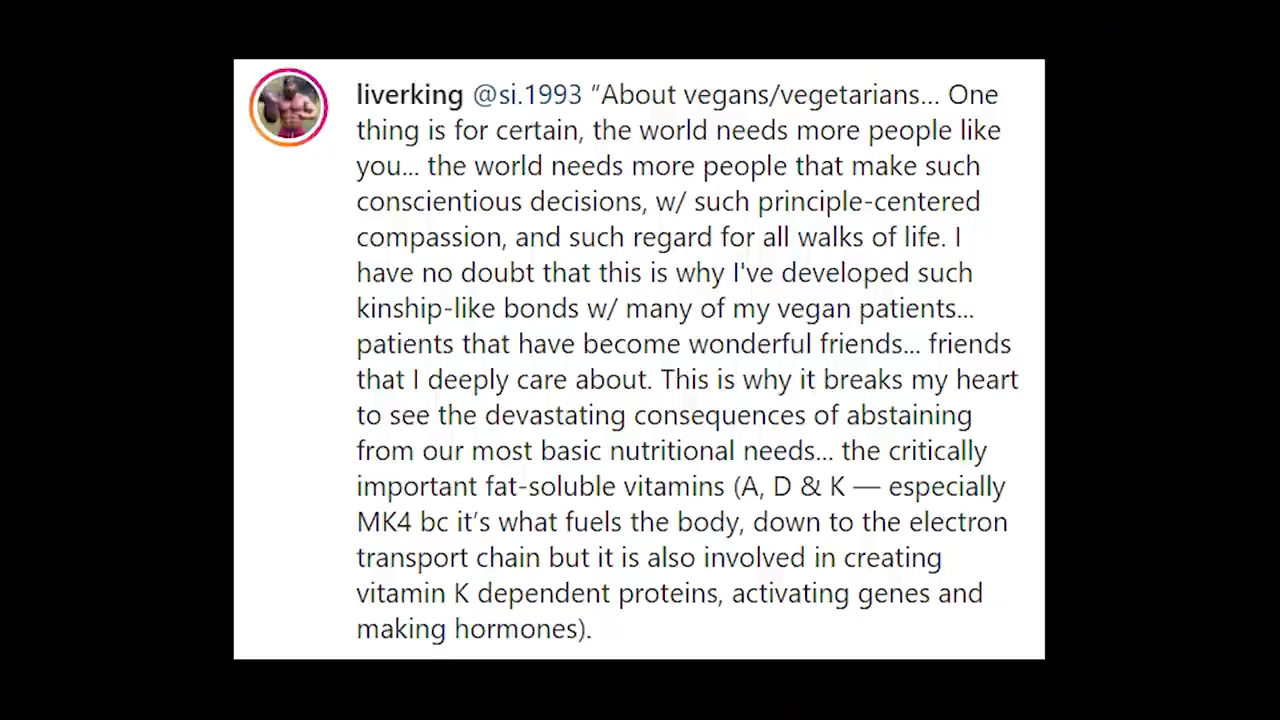 liverking @si.1993 “About vegans/vegetarians... One
thing is for certain, the world needs more people like
you... the world needs more people that make such
conscientious decisions, w/ such principle-centered
compassion, and such regard for all walks of life. I
have no doubt that this is why I've developed such
kinship-like bonds w/ many of my vegan patients...
patients that have become wonderful friends... friends
that I deeply care about. This is why it breaks my heart
to see the devastating consequences of abstaining
from our most basic nutritional needs... the critically
important fat-soluble vitamins (A, D & K — especially
MK4 bc it’s what fuels the body, down to the electron
transport chain but it is also involved in creating
vitamin K dependent proteins, activating genes and
making hormones).